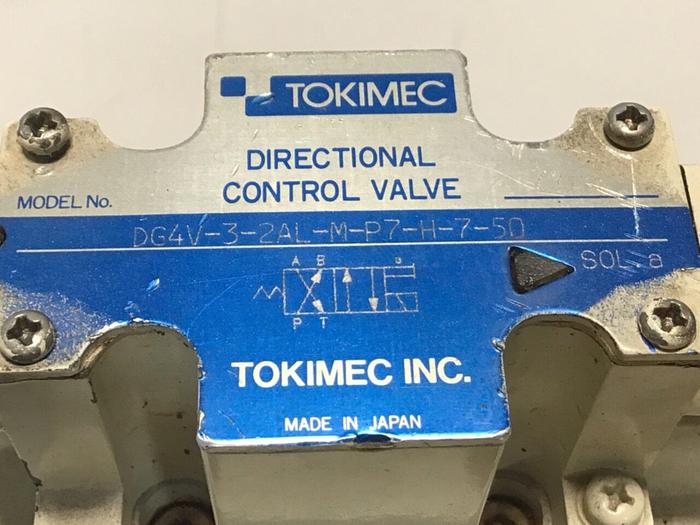 TOKIMEC
DIRECTIONAL
CONTROL VALVE
MODEL No.
DG4V-3-2AL-M-P7-H-7-50
A B a
SOL a
P T
TOKIMEC INC.
MADE IN JAPAN